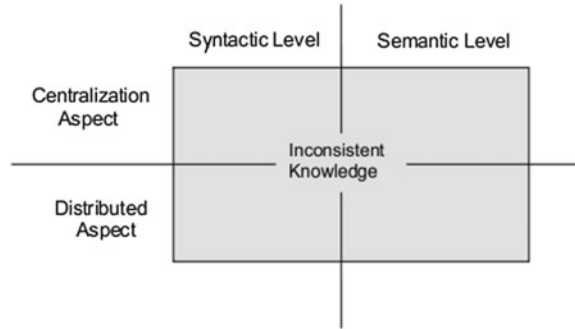 Syntactic Level
Semantic Level
Centralization
Aspect
Inconsistent
Knowledge
Distributed
Aspect